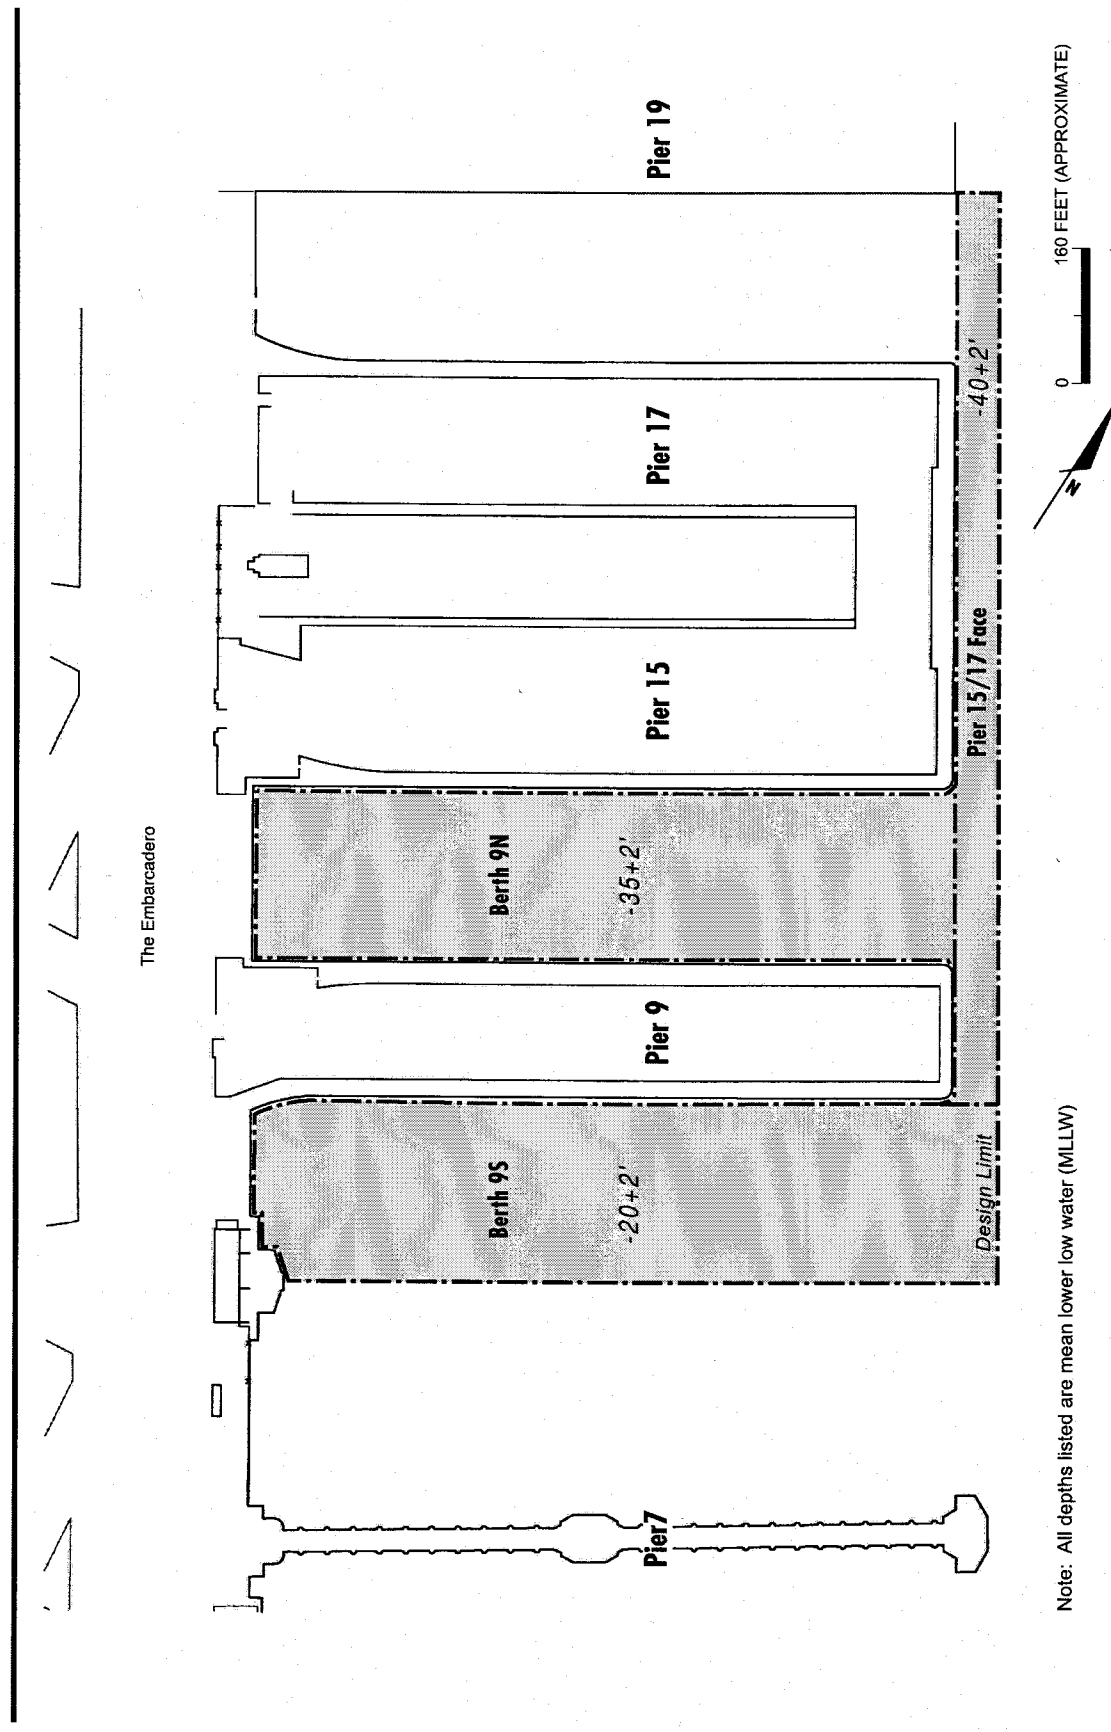 The Embarcadero
Pier7
Berth 9S
-20+2'
Pier 9
Berth 9N
-35+2'
Pier 15
Pier 17
Pier 19
Design Limit
Pier 15/17 Face
-40+2'
N
0
160 FEET (APPROXIMATE)
Note: All depths listed are mean lower low water (MLLW)